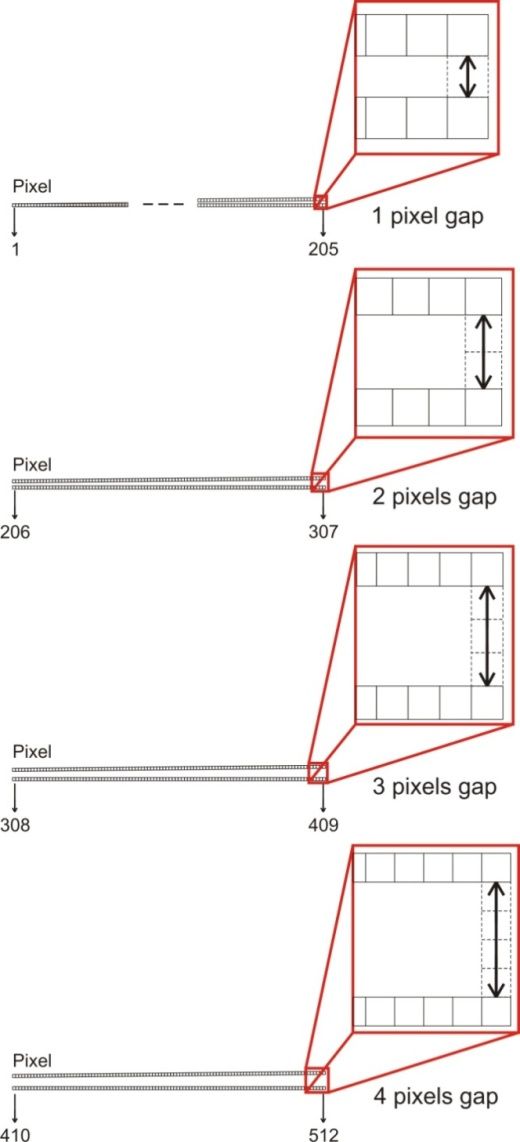 Pixel
1
205
1 pixel gap
Pixel
206
307
2 pixels gap
Pixel
308
409
3 pixels gap
Pixel
410
512
4 pixels gap